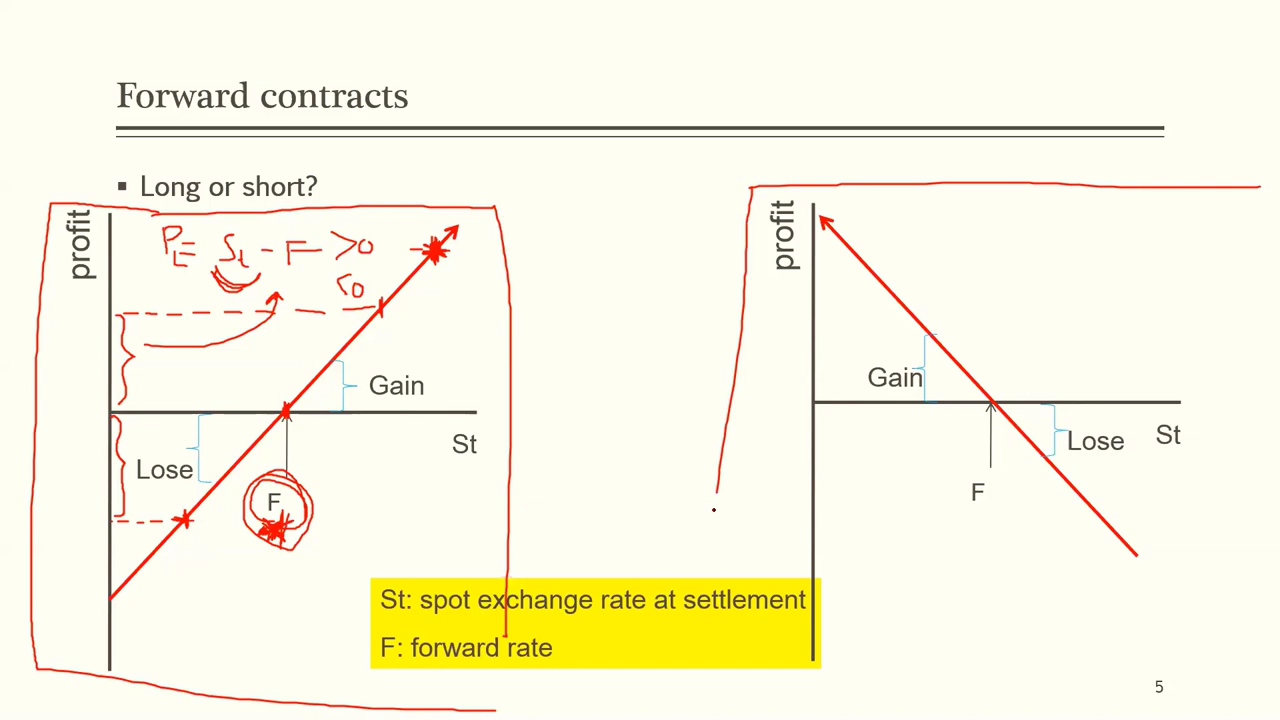 Forward contracts
▪ Long or short?
profit
P_L = St - F >0
<0
Gain
St
Lose
F
profit
Gain
St
Lose
F
St: spot exchange rate at settlement
F: forward rate
5